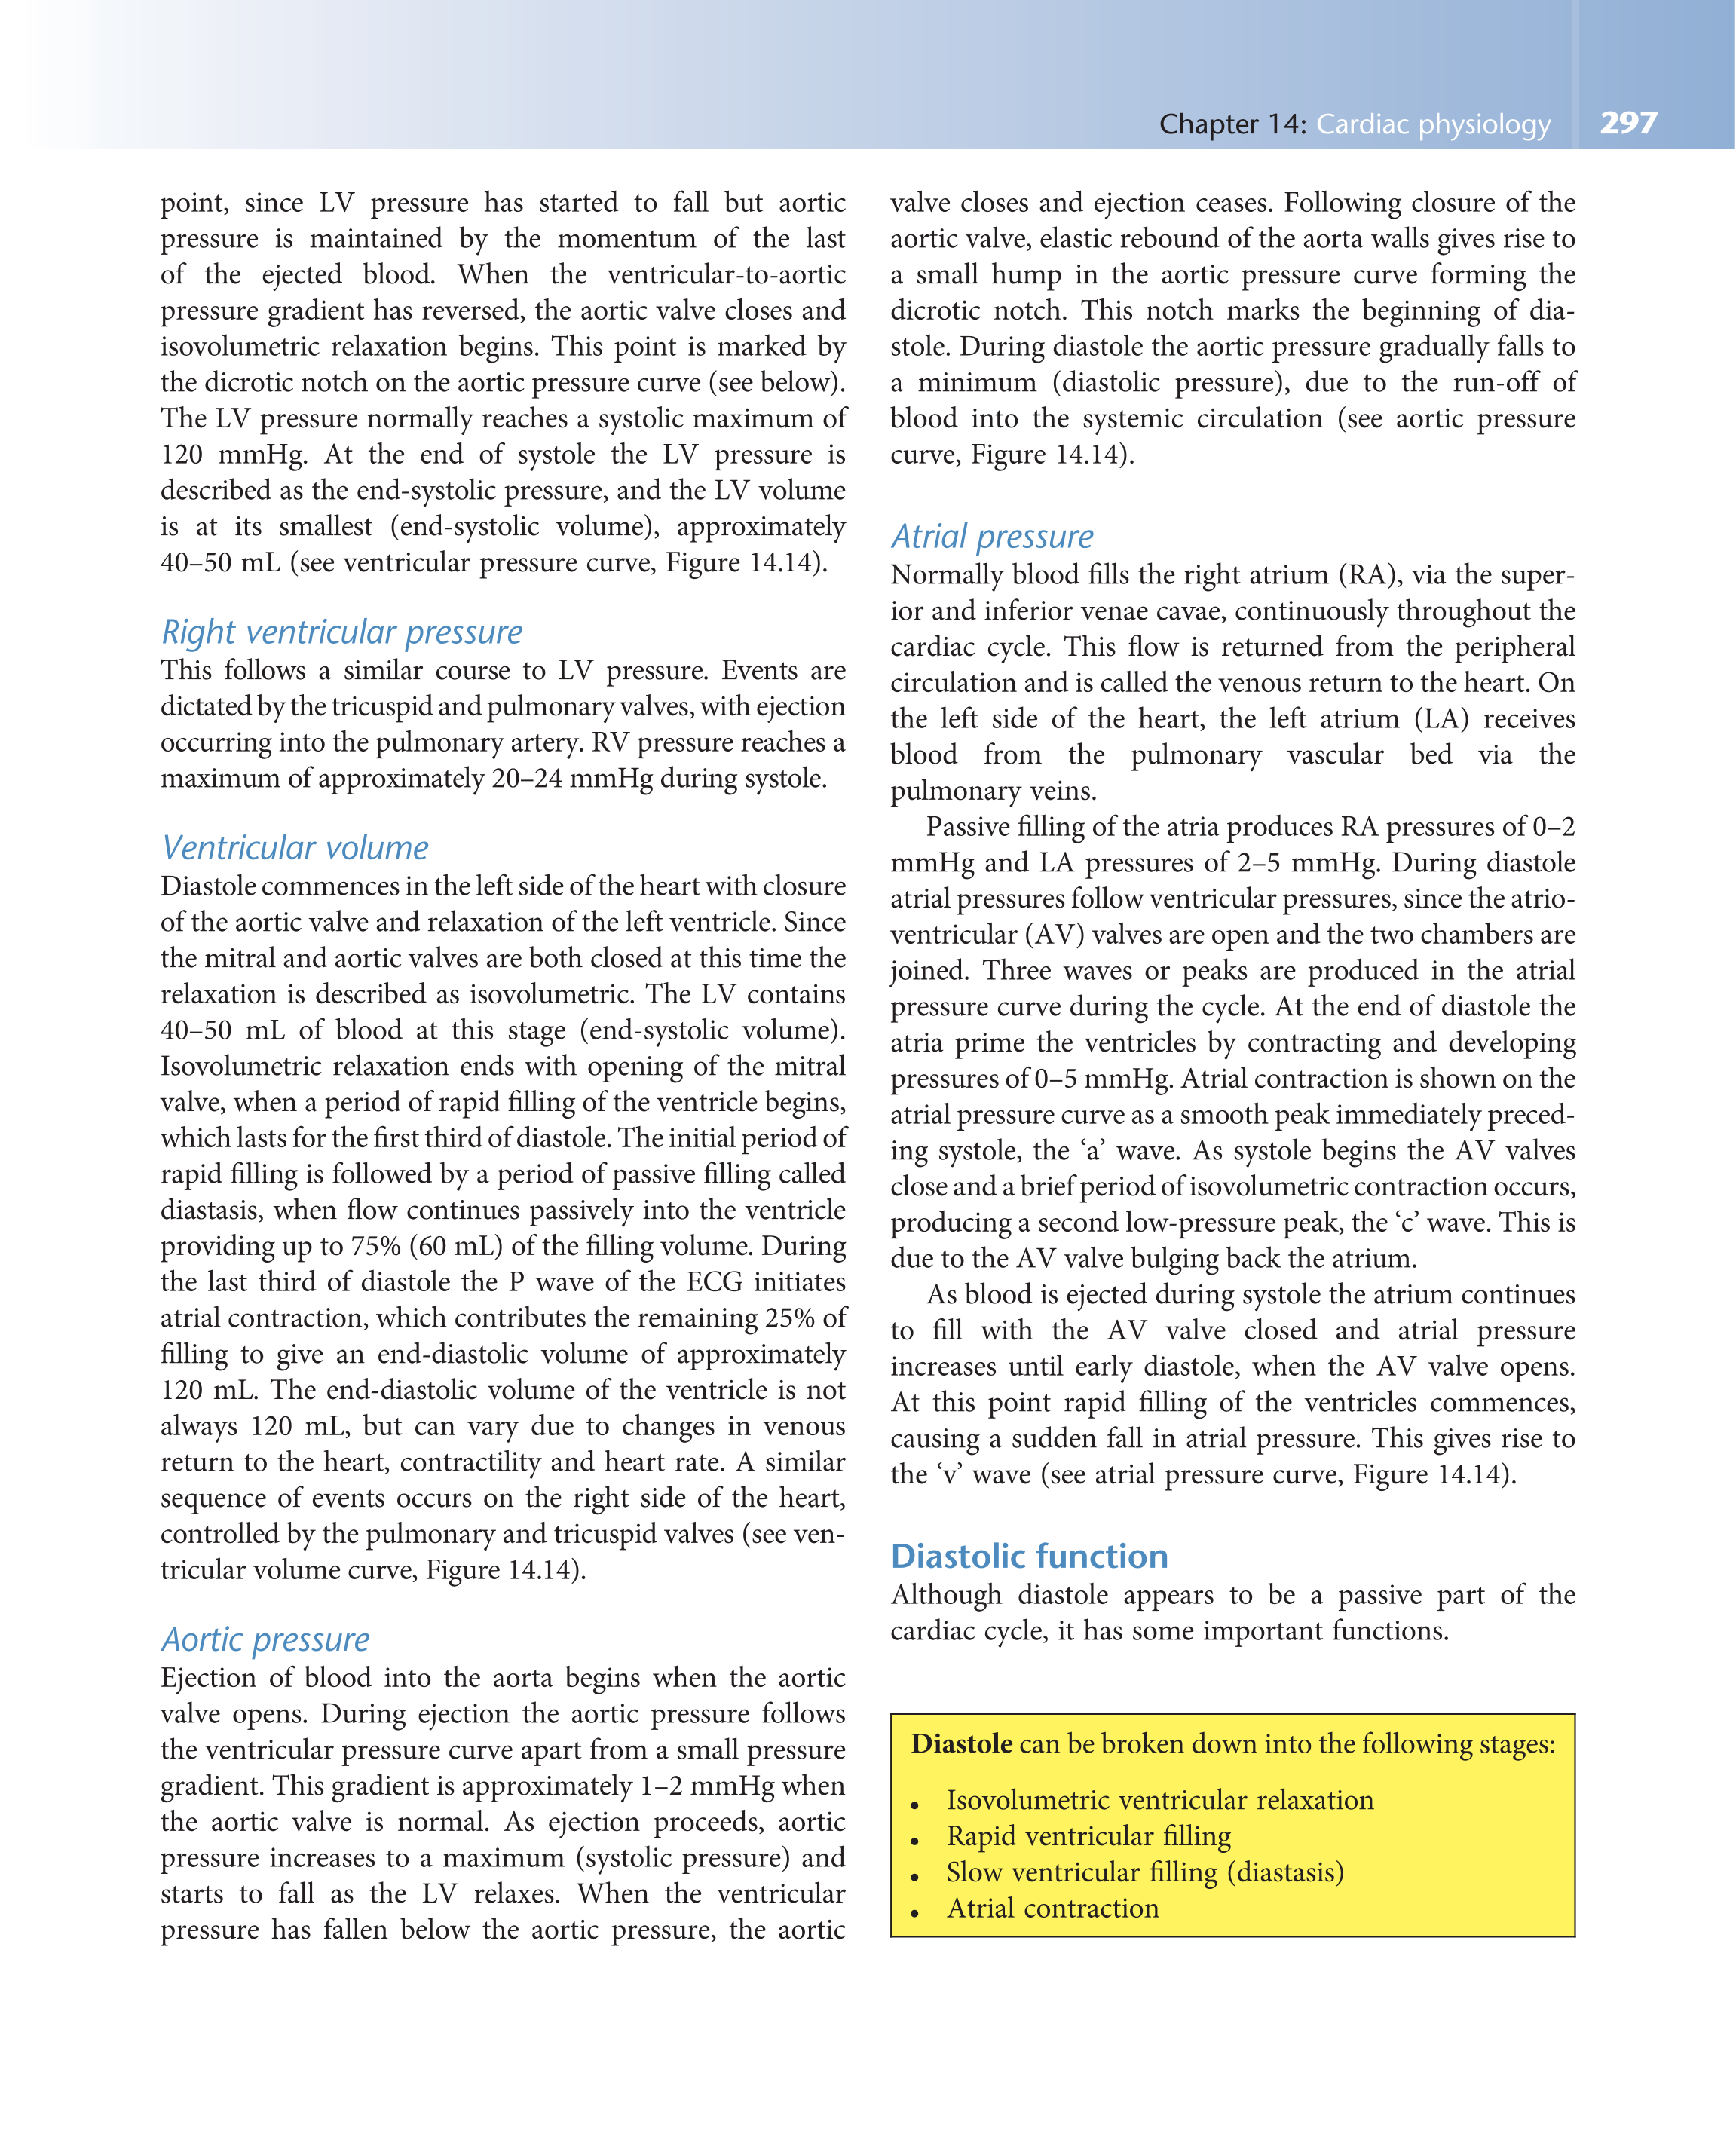 Chapter 14: Cardiac physiology 297
point, since LV pressure has started to fall but aortic
pressure is maintained by the momentum of the last
of the ejected blood. When the ventricular-to-aortic
pressure gradient has reversed, the aortic valve closes and
isovolumetric relaxation begins. This point is marked by
the dicrotic notch on the aortic pressure curve (see below).
The LV pressure normally reaches a systolic maximum of
120 mmHg. At the end of systole the LV pressure is
described as the end-systolic pressure, and the LV volume
is at its smallest (end-systolic volume), approximately
40–50 mL (see ventricular pressure curve, Figure 14.14).
Right ventricular pressure
This follows a similar course to LV pressure. Events are
dictated by the tricuspid and pulmonary valves, with ejection
occurring into the pulmonary artery. RV pressure reaches a
maximum of approximately 20–24 mmHg during systole.
Ventricular volume
Diastole commences in the left side of the heart with closure
of the aortic valve and relaxation of the left ventricle. Since
the mitral and aortic valves are both closed at this time the
relaxation is described as isovolumetric. The LV contains
40–50 mL of blood at this stage (end-systolic volume).
Isovolumetric relaxation ends with opening of the mitral
valve, when a period of rapid filling of the ventricle begins,
which lasts for the first third of diastole. The initial period of
rapid filling is followed by a period of passive filling called
diastasis, when flow continues passively into the ventricle
providing up to 75% (60 mL) of the filling volume. During
the last third of diastole the P wave of the ECG initiates
atrial contraction, which contributes the remaining 25% of
filling to give an end-diastolic volume of approximately
120 mL. The end-diastolic volume of the ventricle is not
always 120 mL, but can vary due to changes in venous
return to the heart, contractility and heart rate. A similar
sequence of events occurs on the right side of the heart,
controlled by the pulmonary and tricuspid valves (see ven-
tricular volume curve, Figure 14.14).
Aortic pressure
Ejection of blood into the aorta begins when the aortic
valve opens. During ejection the aortic pressure follows
the ventricular pressure curve apart from a small pressure
gradient. This gradient is approximately 1–2 mmHg when
the aortic valve is normal. As ejection proceeds, aortic
pressure increases to a maximum (systolic pressure) and
starts to fall as the LV relaxes. When the ventricular
pressure has fallen below the aortic pressure, the aortic
valve closes and ejection ceases. Following closure of the
aortic valve, elastic rebound of the aorta walls gives rise to
a small hump in the aortic pressure curve forming the
dicrotic notch. This notch marks the beginning of dia-
stole. During diastole the aortic pressure gradually falls to
a minimum (diastolic pressure), due to the run-off of
blood into the systemic circulation (see aortic pressure
curve, Figure 14.14).
Atrial pressure
Normally blood fills the right atrium (RA), via the super-
ior and inferior venae cavae, continuously throughout the
cardiac cycle. This flow is returned from the peripheral
circulation and is called the venous return to the heart. On
the left side of the heart, the left atrium (LA) receives
blood from the pulmonary vascular bed via the
pulmonary veins.
Passive filling of the atria produces RA pressures of 0–2
mmHg and LA pressures of 2–5 mmHg. During diastole
atrial pressures follow ventricular pressures, since the atrio-
ventricular (AV) valves are open and the two chambers are
joined. Three waves or peaks are produced in the atrial
pressure curve during the cycle. At the end of diastole the
atria prime the ventricles by contracting and developing
pressures of 0–5 mmHg. Atrial contraction is shown on the
atrial pressure curve as a smooth peak immediately preced-
ing systole, the ‘a’ wave. As systole begins the AV valves
close and a brief period of isovolumetric contraction occurs,
producing a second low-pressure peak, the ‘c’ wave. This is
due to the AV valve bulging back the atrium.
As blood is ejected during systole the atrium continues
to fill with the AV valve closed and atrial pressure
increases until early diastole, when the AV valve opens.
At this point rapid filling of the ventricles commences,
causing a sudden fall in atrial pressure. This gives rise to
the ‘v’ wave (see atrial pressure curve, Figure 14.14).
Diastolic function
Although diastole appears to be a passive part of the
cardiac cycle, it has some important functions.
Diastole can be broken down into the following stages:
• Isovolumetric ventricular relaxation
• Rapid ventricular filling
• Slow ventricular filling (diastasis)
• Atrial contraction